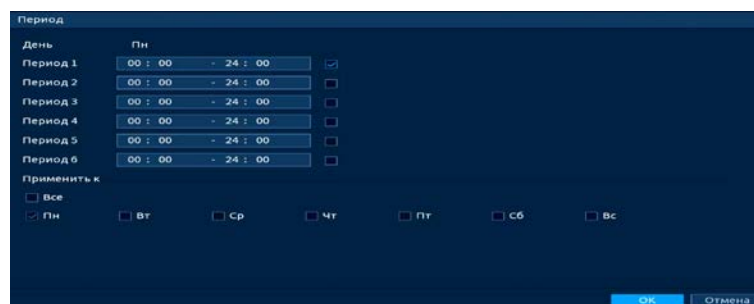 Период
День Пн
Период 1 00 : 00 - 24 : 00
Период 2 00 : 00 - 24 : 00
Период 3 00 : 00 - 24 : 00
Период 4 00 : 00 - 24 : 00
Период 5 00 : 00 - 24 : 00
Период 6 00 : 00 - 24 : 00
Применить к
Все
Пн Вт Ср Чт Пт Сб Вс
OK Отмена